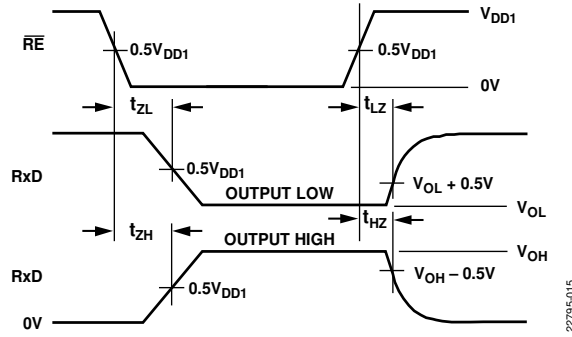 RE
0.5VDD1
0.5VDD1
VDD1
0V
tZL
tLZ
RxD
0.5VDD1
OUTPUT LOW
VOL + 0.5V
VOL
tZH
tHZ
OUTPUT HIGH
VOH
RxD
0.5VDD1
VOH – 0.5V
0V
22795-015